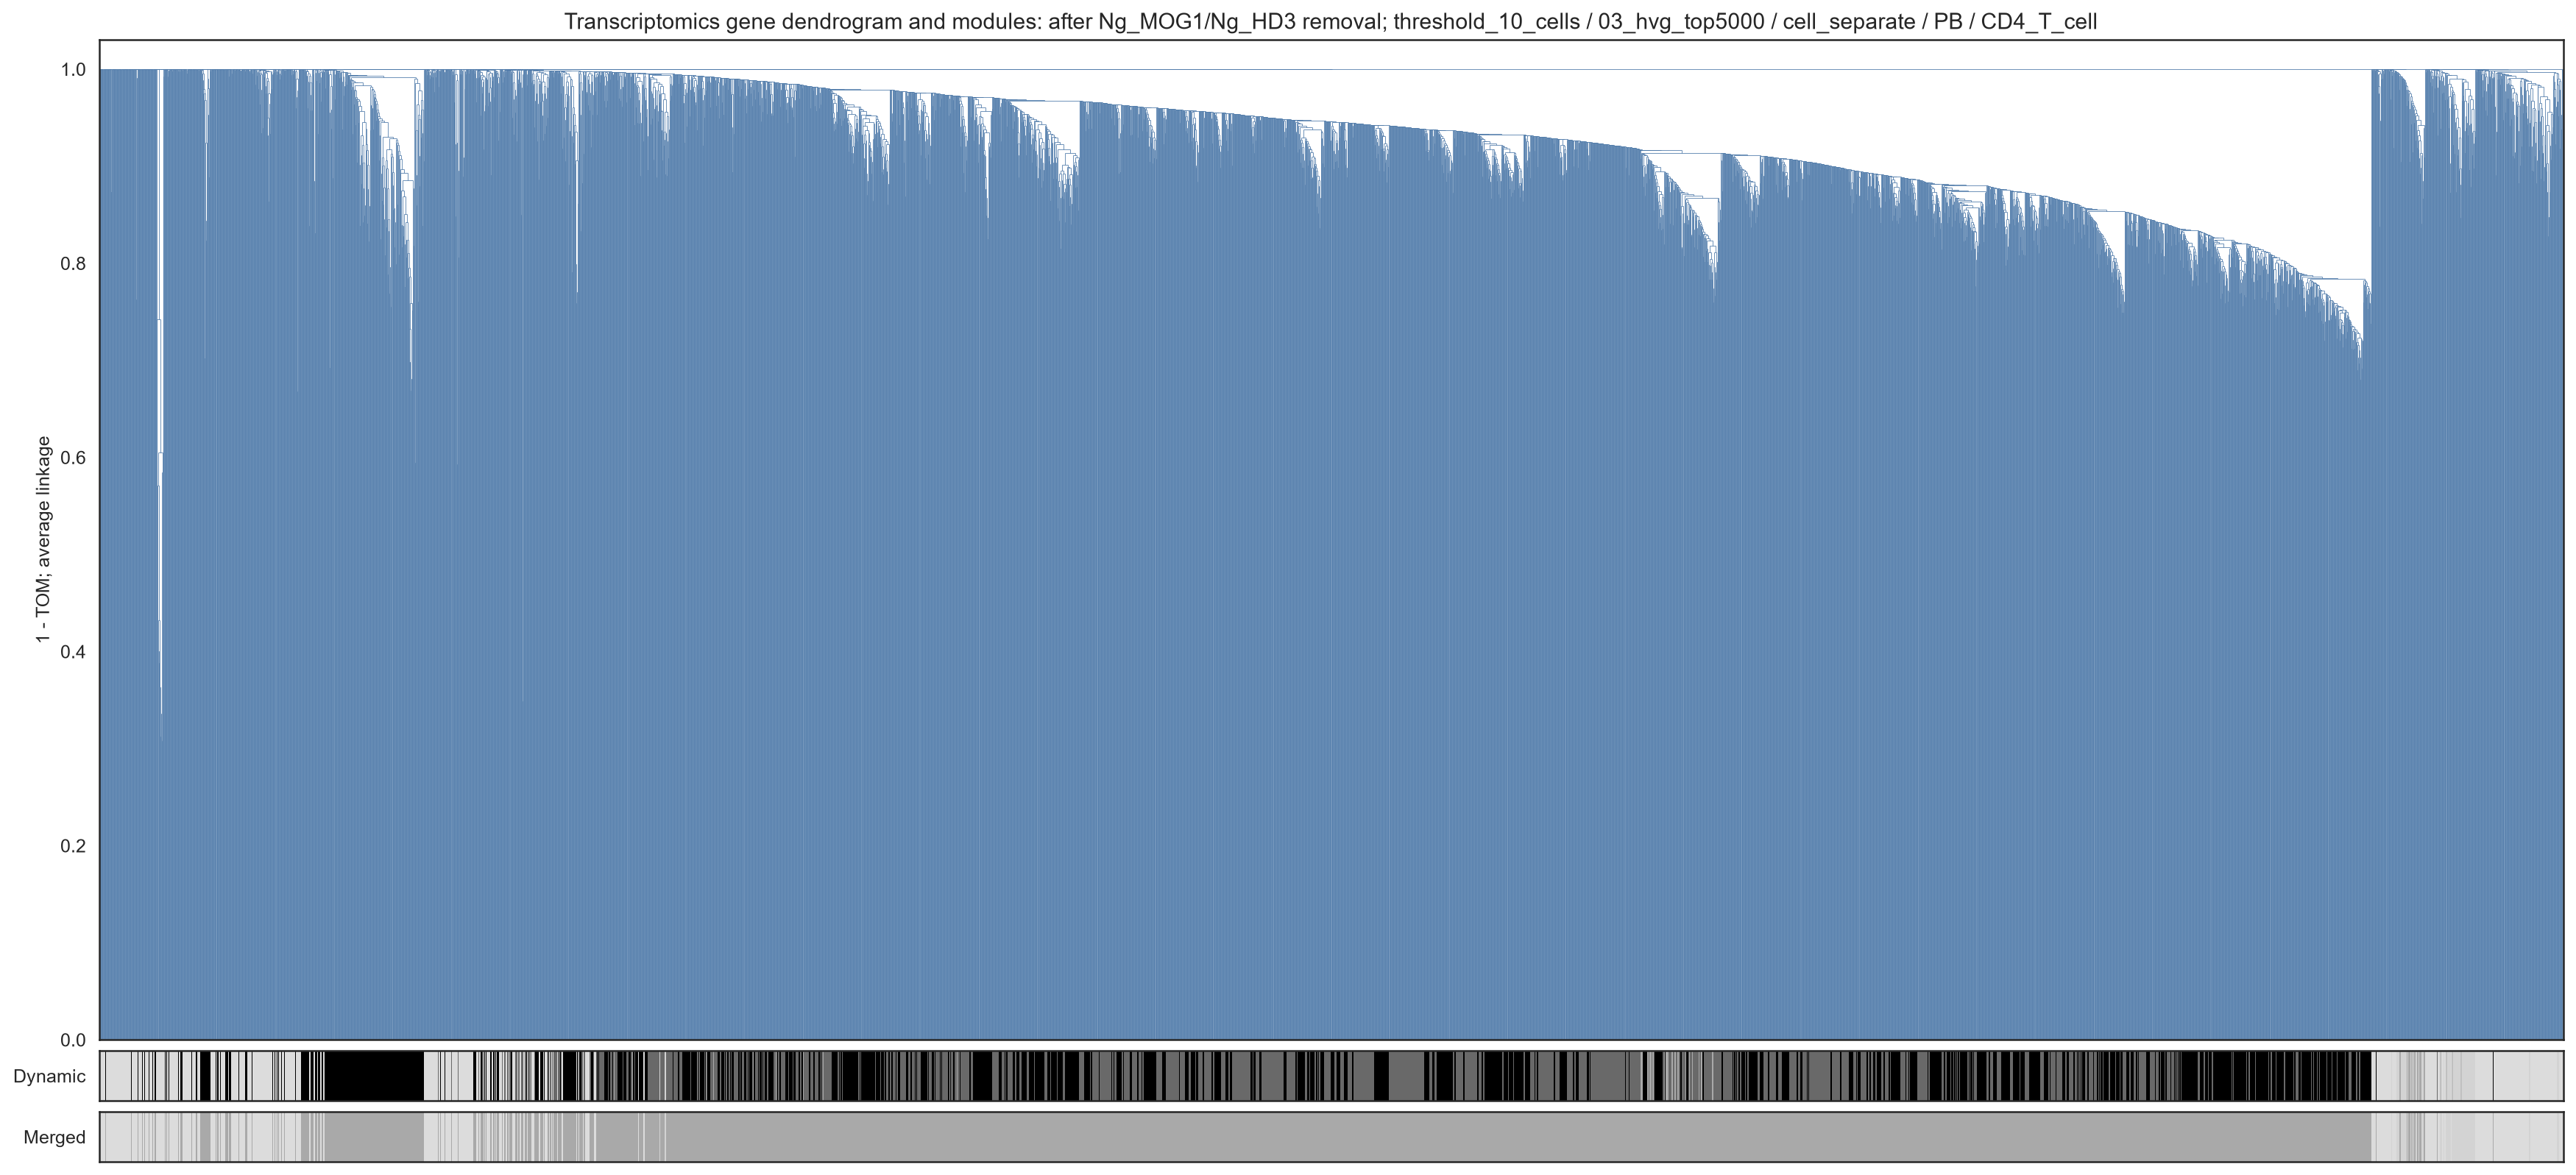 Transcriptomics gene dendrogram and modules: after Ng_MOG1/Ng_HD3 removal; threshold_10_cells / 03_hvg_top5000 / cell_separate / PB / CD4_T_cell
1.0
0.8
0.6
0.4
0.2
0.0
1 - TOM; average linkage
Dynamic
Merged